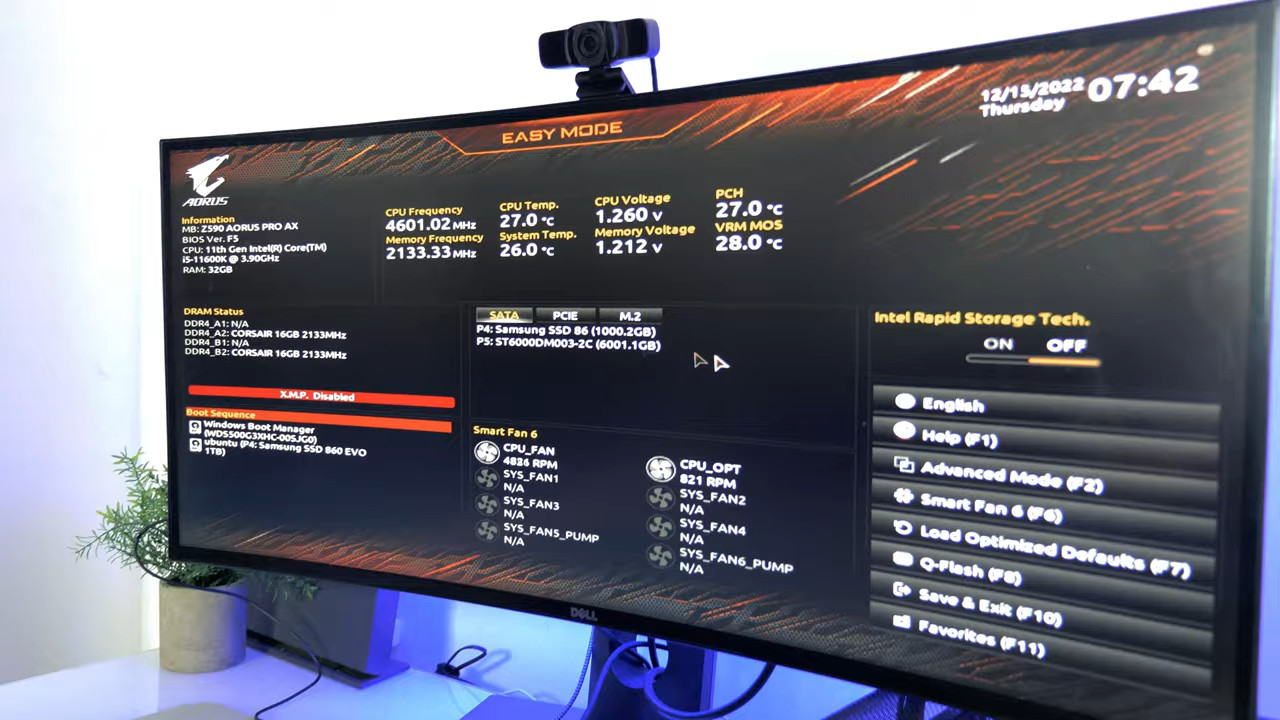 EASY MODE
12/15/2022
Thursday
07:42
AORUS
Information
MB: Z590 AORUS PRO AX
BIOS Ver. F5
CPU: 11th Gen Intel(R) Core(TM)
i5-11600K @ 3.90GHz
RAM: 32GB
CPU Frequency
4601.02 MHz
Memory Frequency
2133.33 MHz
CPU Temp.
27.0 °C
System Temp.
26.0 °C
CPU Voltage
1.260 V
Memory Voltage
1.212 V
PCH
27.0 °C
VRM MOS
28.0 °C
DRAM Status
DDR4_A1: N/A
DDR4_A2: CORSAIR 16GB 2133MHz
DDR4_B1: N/A
DDR4_B2: CORSAIR 16GB 2133MHz
X.M.P. Disabled
Boot Sequence
Windows Boot Manager
(WDS500G3XHC-00SJG0)
ubuntu (P4: Samsung SSD 860 EVO
1TB)
SATA PCIE M.2
P4: Samsung SSD 86 (1000.2GB)
P5: ST6000DM003-2C (6001.1GB)
Smart Fan 6
CPU_FAN
4826 RPM
SYS_FAN1
N/A
SYS_FAN3
N/A
SYS_FAN5_PUMP
N/A
CPU_OPT
821 RPM
SYS_FAN2
N/A
SYS_FAN4
N/A
SYS_FAN6_PUMP
N/A
Intel Rapid Storage Tech.
ON OFF
English
Help (F1)
Advanced Mode (F2)
Smart Fan 6 (F6)
Load Optimized Defaults (F7)
Q-Flash (F8)
Save & Exit (F10)
Favorites (F11)
DELL